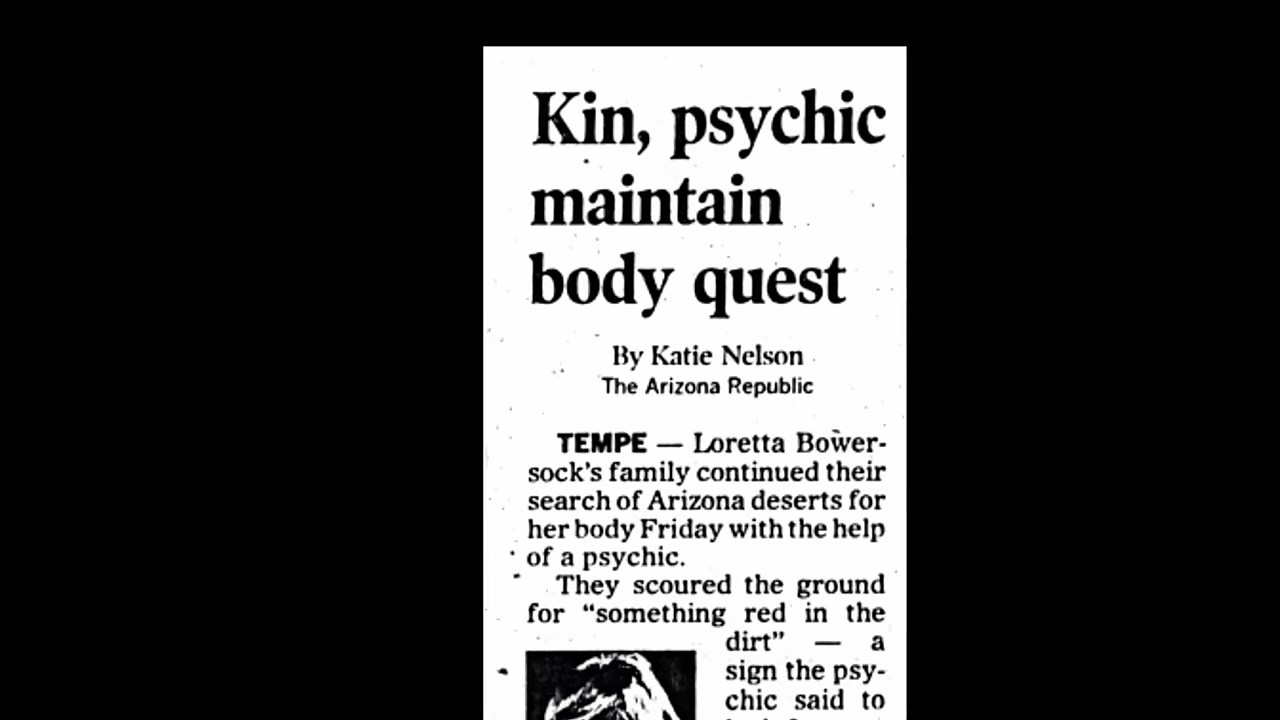 Kin, psychic
maintain
body quest
By Katie Nelson
The Arizona Republic
TEMPE — Loretta Bower-
sock's family continued their
search of Arizona deserts for
her body Friday with the help
of a psychic.
They scoured the ground
for “something red in the
dirt” — a
sign the psy-
chic said to